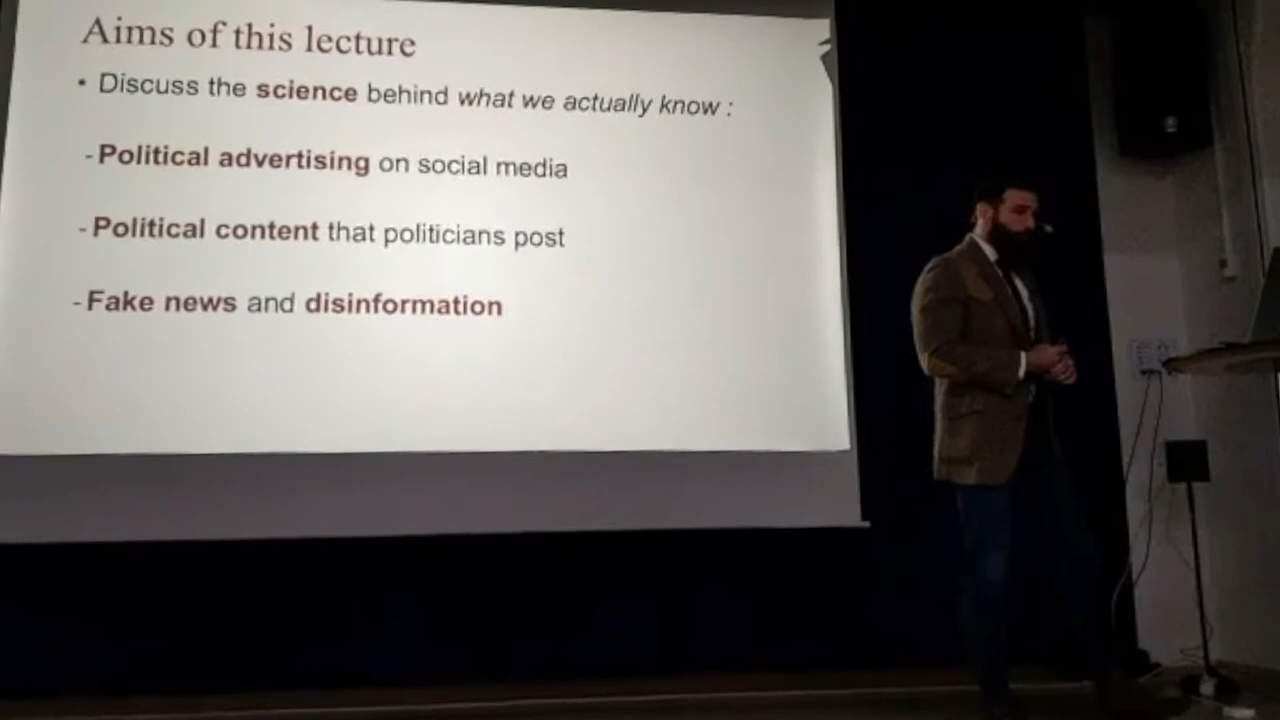 Aims of this lecture
• Discuss the science behind what we actually know :
- Political advertising on social media
- Political content that politicians post
- Fake news and disinformation